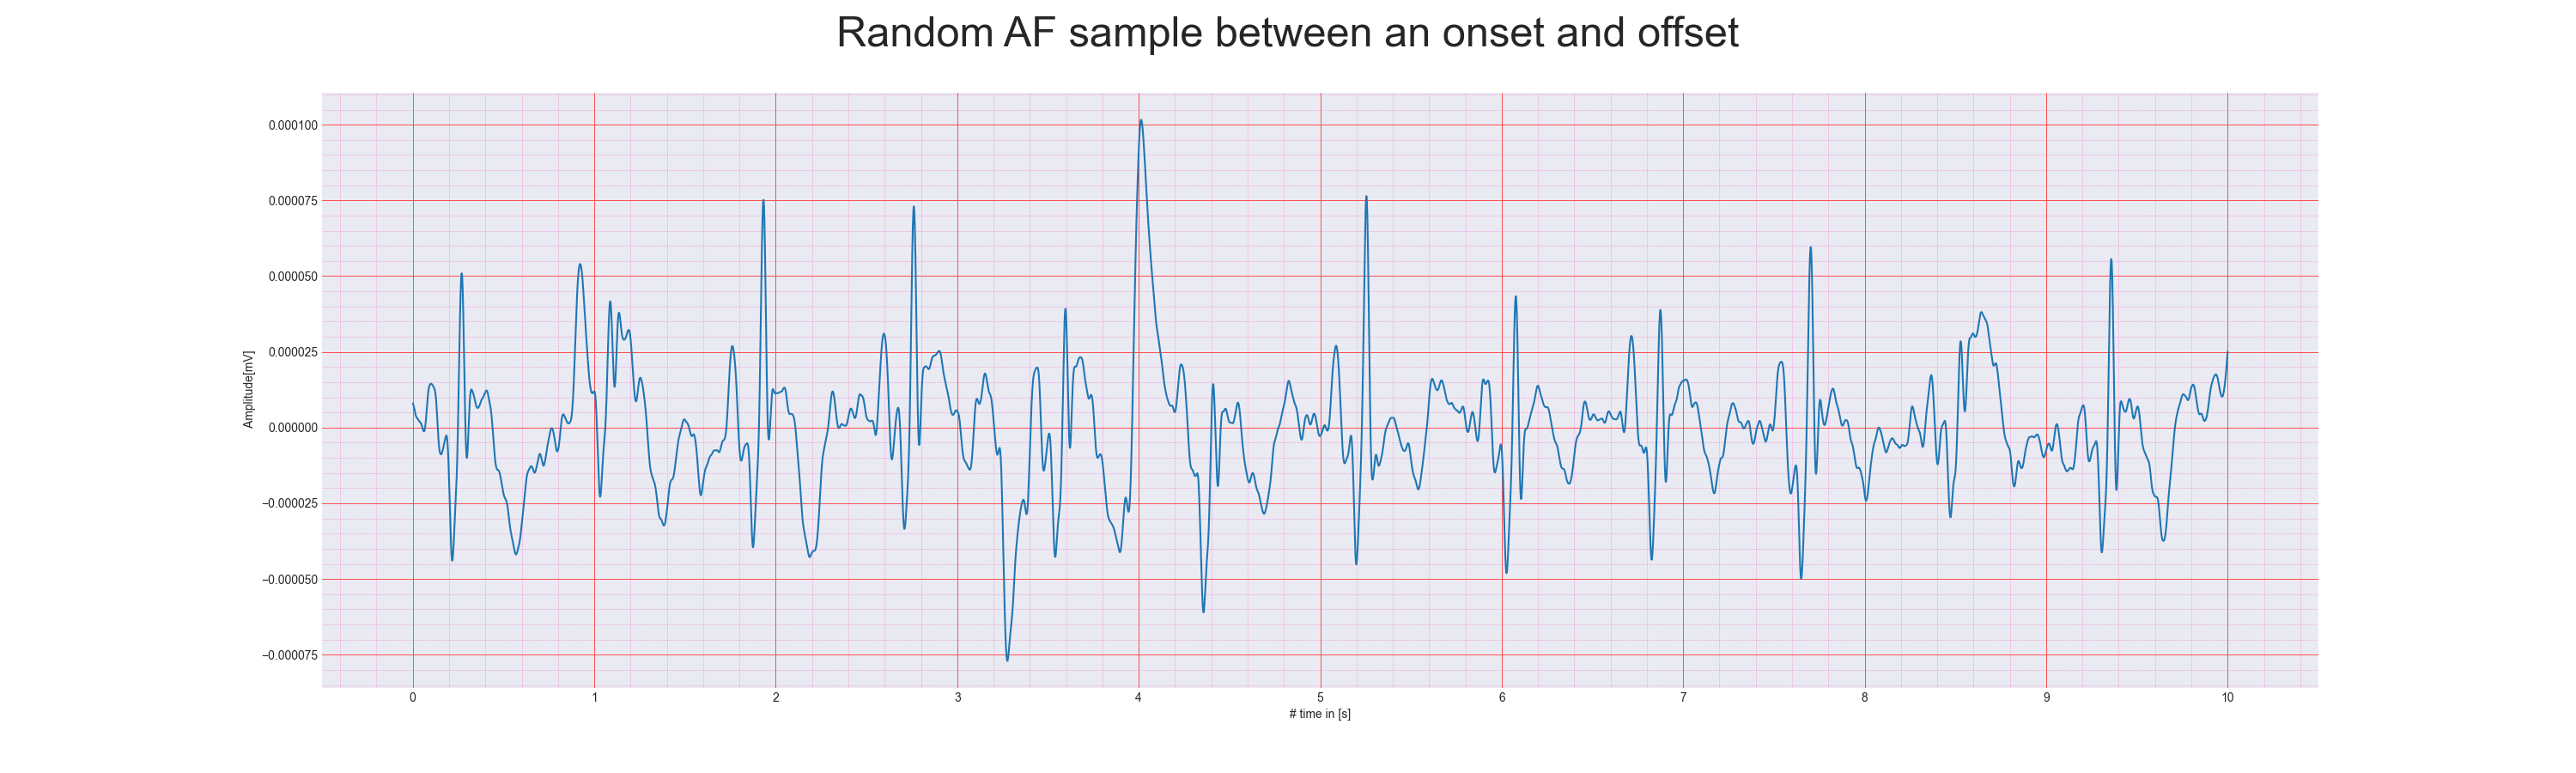 Random AF sample between an onset and offset
0.000100
0.000075
0.000050
0.000025
0.000000
−0.000025
−0.000050
−0.000075
Amplitude[mV]
0 1 2 3 4 5 6 7 8 9 10
# time in [s]